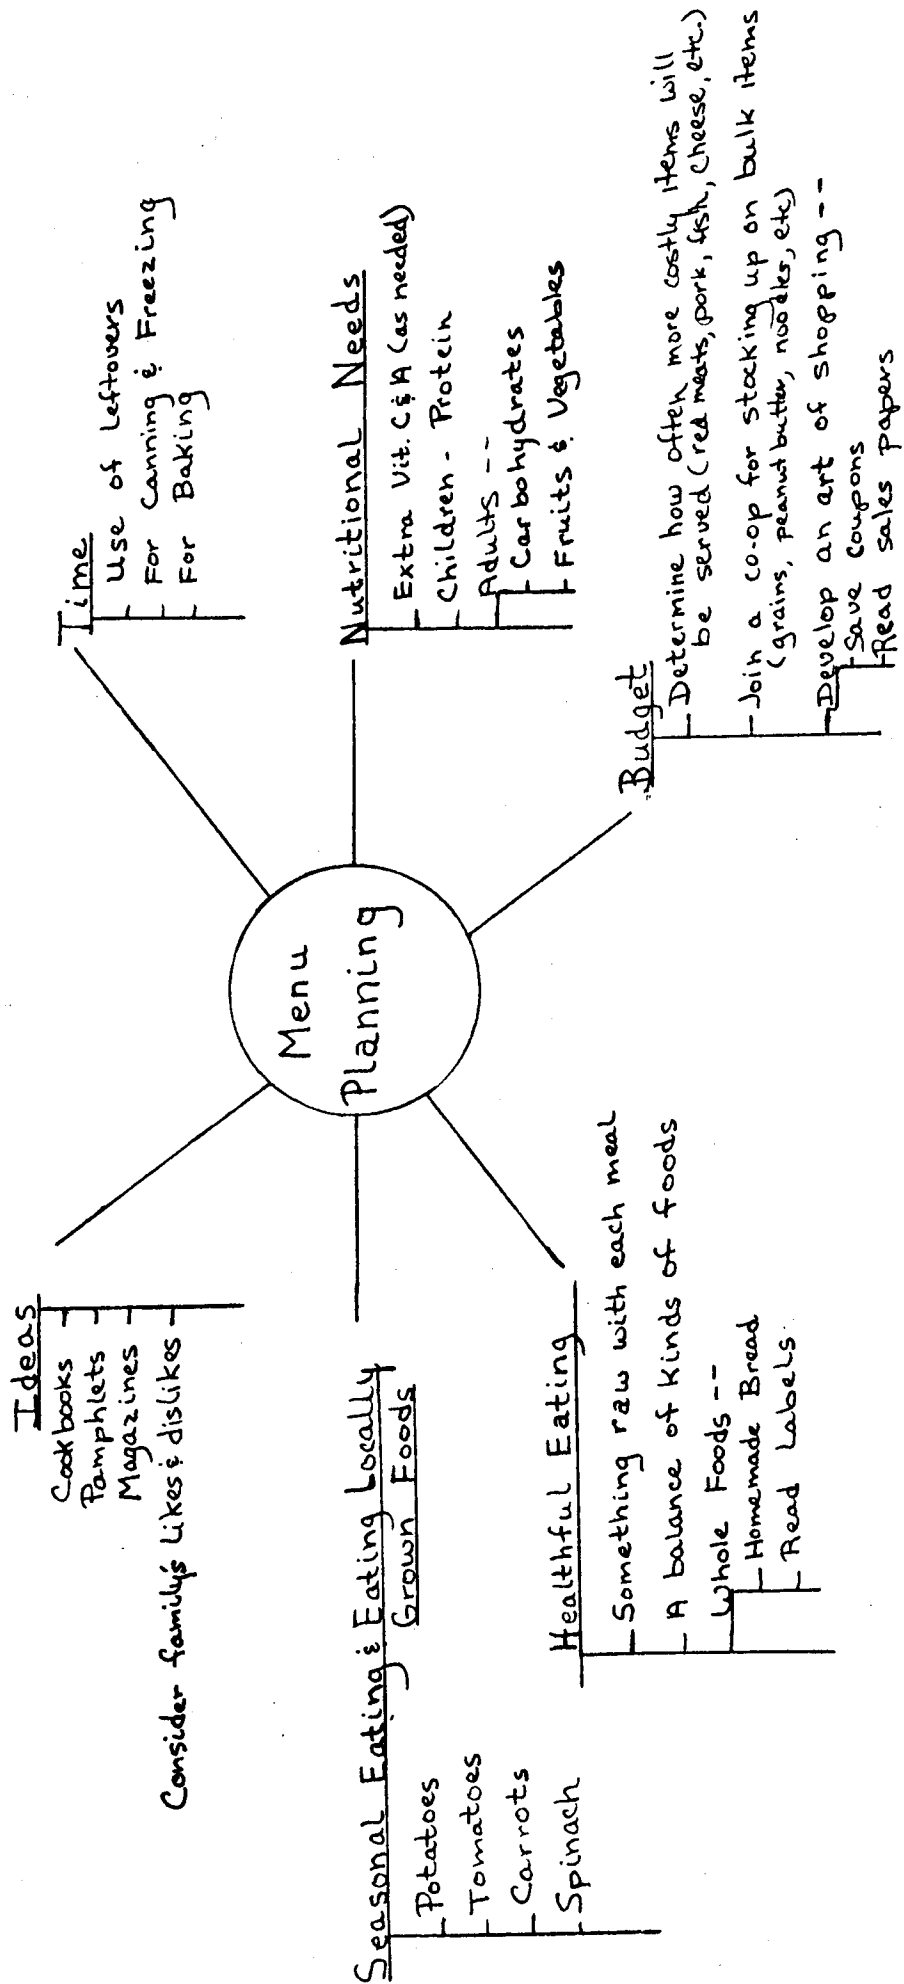 Menu
Planning
Ideas
Cookbooks
Pamphlets
Magazines
Consider family's likes & dislikes
Time
Use of Leftovers
For Canning & Freezing
For Baking
Seasonal Eating & Eating Locally
Grown Foods
Potatoes
Tomatoes
Carrots
Spinach
Nutritional Needs
Extra Vit. C & A (as needed)
Children - Protein
Adults --
Carbohydrates
Fruits & Vegetables
Healthful Eating
Something raw with each meal
A balance of kinds of foods
Whole Foods --
Homemade Bread
Read Labels
Budget
Determine how often more costly items will
be served (red meats, pork, fish, cheese, etc.)
Join a co-op for stocking up on bulk items
(grains, peanut butter, noodles, etc)
Develop an art of shopping --
Save coupons
Read sales papers